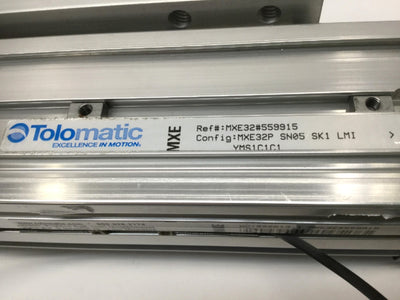 Tolomatic
EXCELLENCE IN MOTION.
MXE
Ref#:MXE32#559915
Config:MXE32P SN05 SK1 LMI >
YMS1C1C1